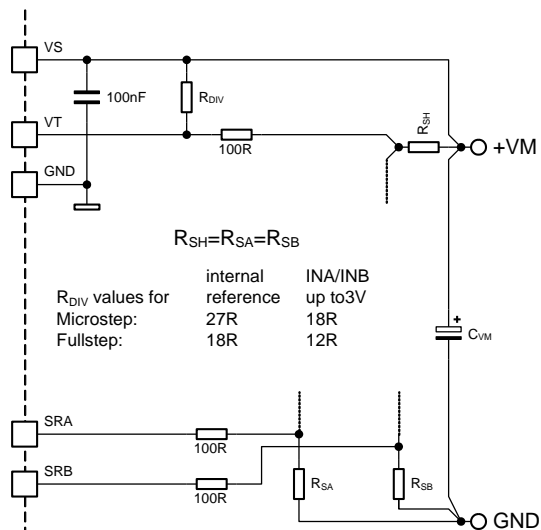 VS
100nF
RDIV
VT
100R
RSH
+VM
GND
RSH=RSA=RSB
internal INA/INB
RDIV values for reference up to3V
Microstep: 27R 18R
Fullstep: 18R 12R
+
CVM
SRA
100R
SRB
100R
RSA
RSB
GND